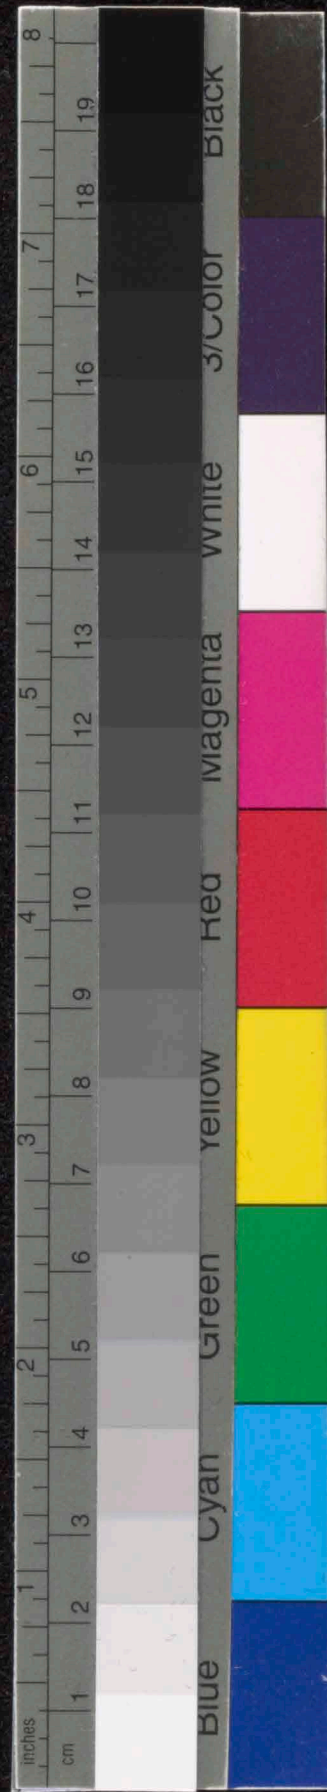 inches 1 2 3 4 5 6 7 8
cm 1 2 3 4 5 6 7 8 9 10 11 12 13 14 15 16 17 18 19
Blue Cyan Green Yellow Red Magenta White 3/Color Black